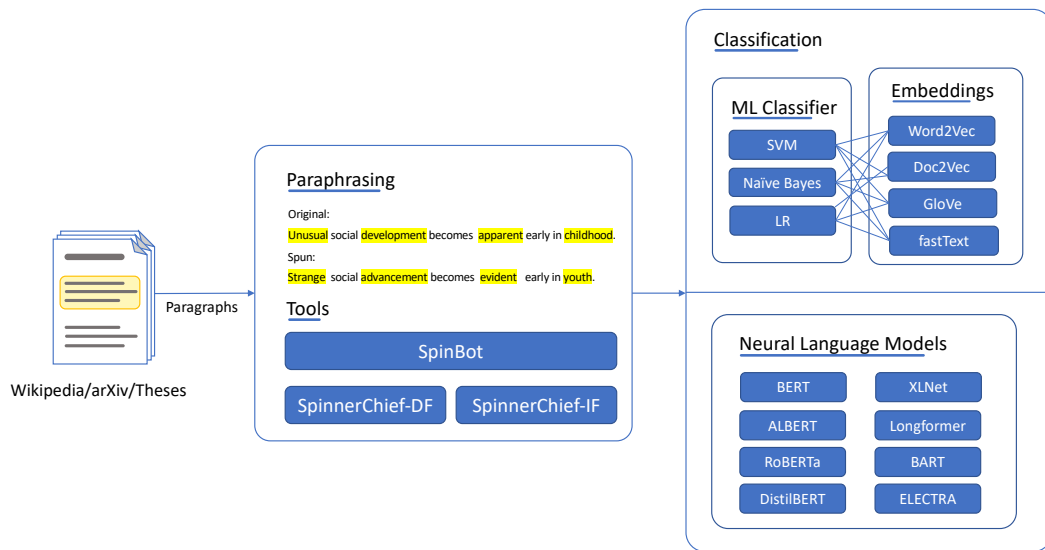 Wikipedia/arXiv/Theses
Paragraphs
Paraphrasing
Original:
Unusual social development becomes apparent early in childhood.
Spun:
Strange social advancement becomes evident early in youth.
Tools
SpinBot
SpinnerChief-DF
SpinnerChief-IF
Classification
ML Classifier
SVM
Naïve Bayes
LR
Embeddings
Word2Vec
Doc2Vec
GloVe
fastText
Neural Language Models
BERT
XLNet
ALBERT
Longformer
RoBERTa
BART
DistilBERT
ELECTRA